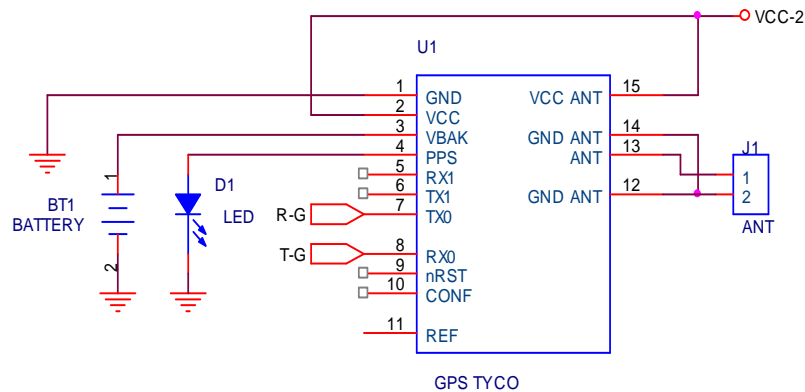 VCC-2
U1
1 GND VCC ANT 15
2 VCC
3 VBAK GND ANT 14
4 PPS ANT 13
5 RX1
6 TX1 GND ANT 12
7 TX0
8 RX0
9 nRST
10 CONF
11 REF
GPS TYCO
J1
1
2
ANT
1
BT1
BATTERY
2
D1
LED
R-G
T-G